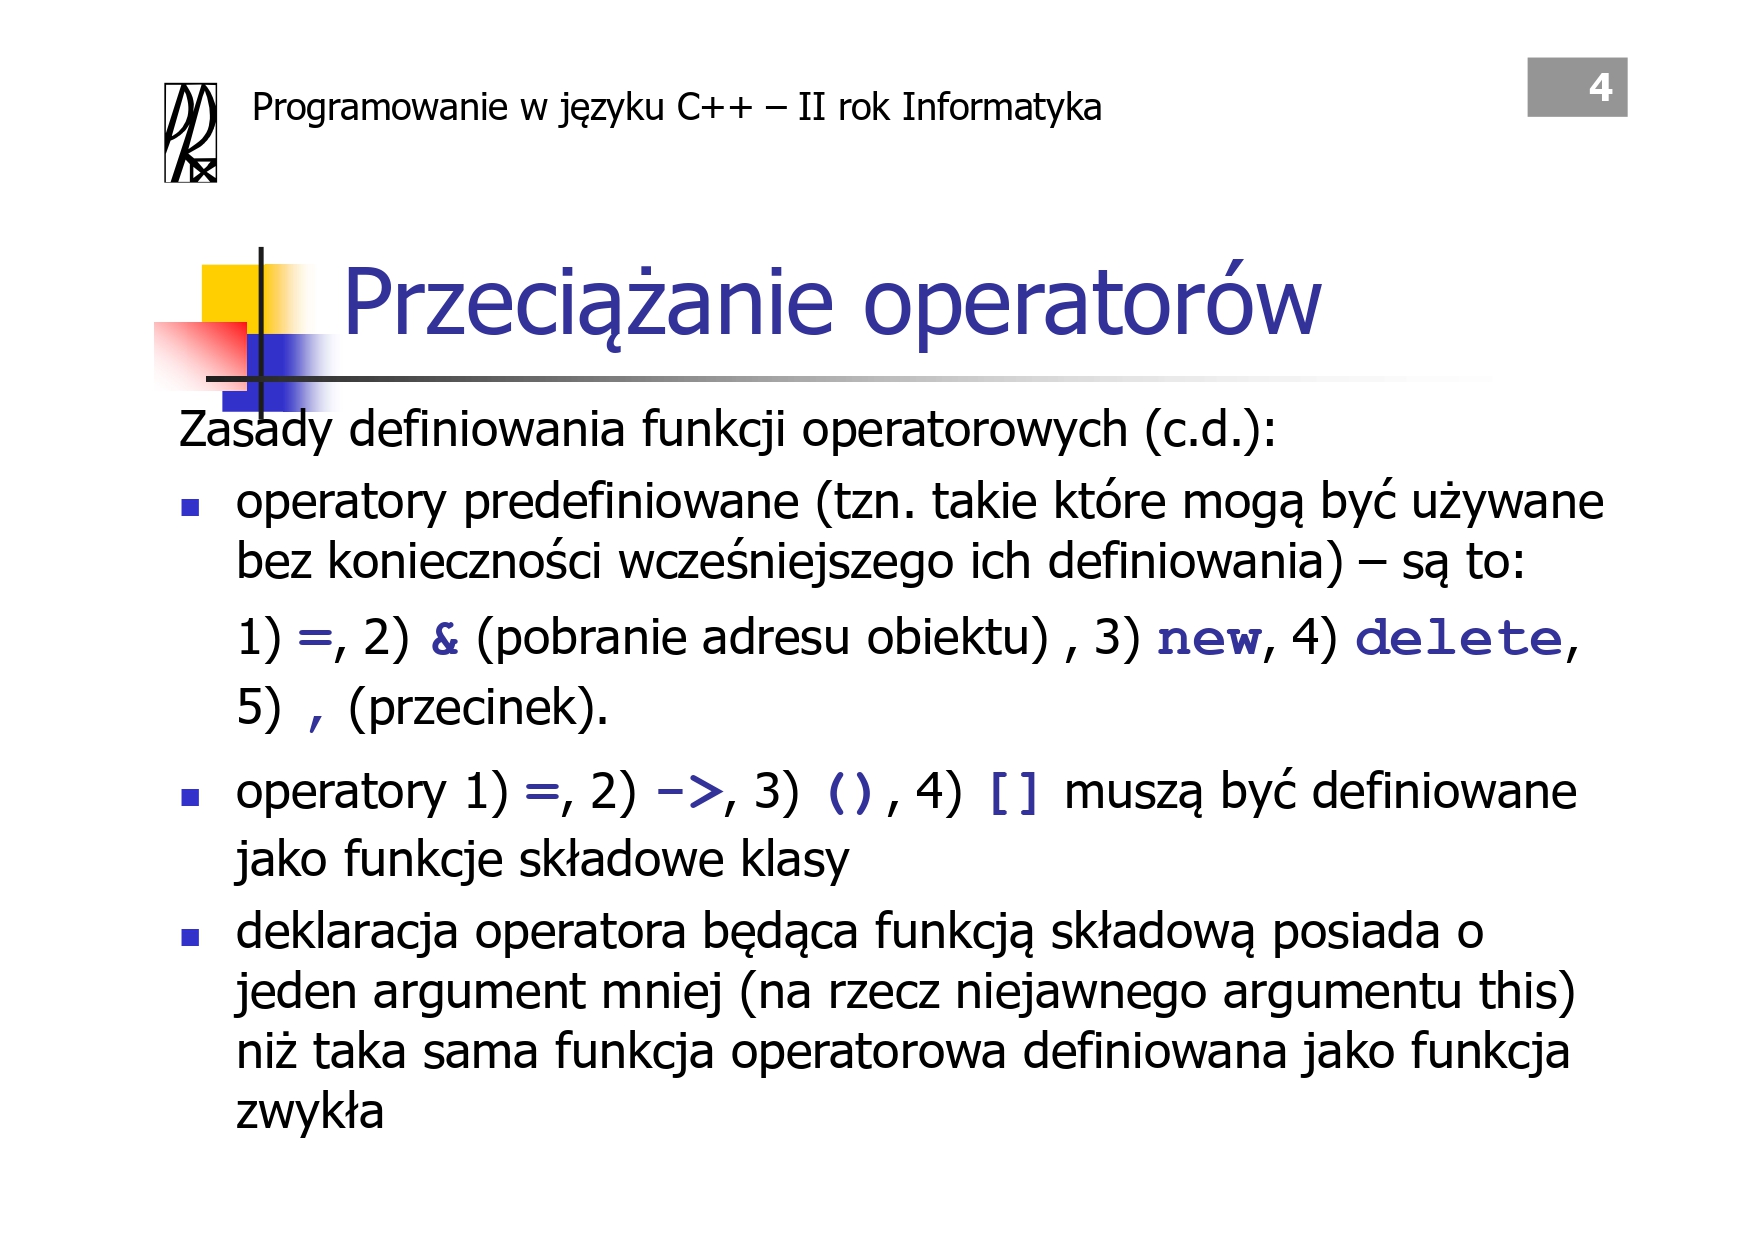 Programowanie w języku C++ – II rok Informatyka
4
Przeciążanie operatorów
Zasady definiowania funkcji operatorowych (c.d.):
operatory predefiniowane (tzn. takie które mogą być używane
bez konieczności wcześniejszego ich definiowania) – są to:
1) =, 2) & (pobranie adresu obiektu) , 3) new, 4) delete,
5) , (przecinek).
operatory 1) =, 2) ->, 3) (), 4) [] muszą być definiowane
jako funkcje składowe klasy
deklaracja operatora będąca funkcją składową posiada o
jeden argument mniej (na rzecz niejawnego argumentu this)
niż taka sama funkcja operatorowa definiowana jako funkcja
zwykła